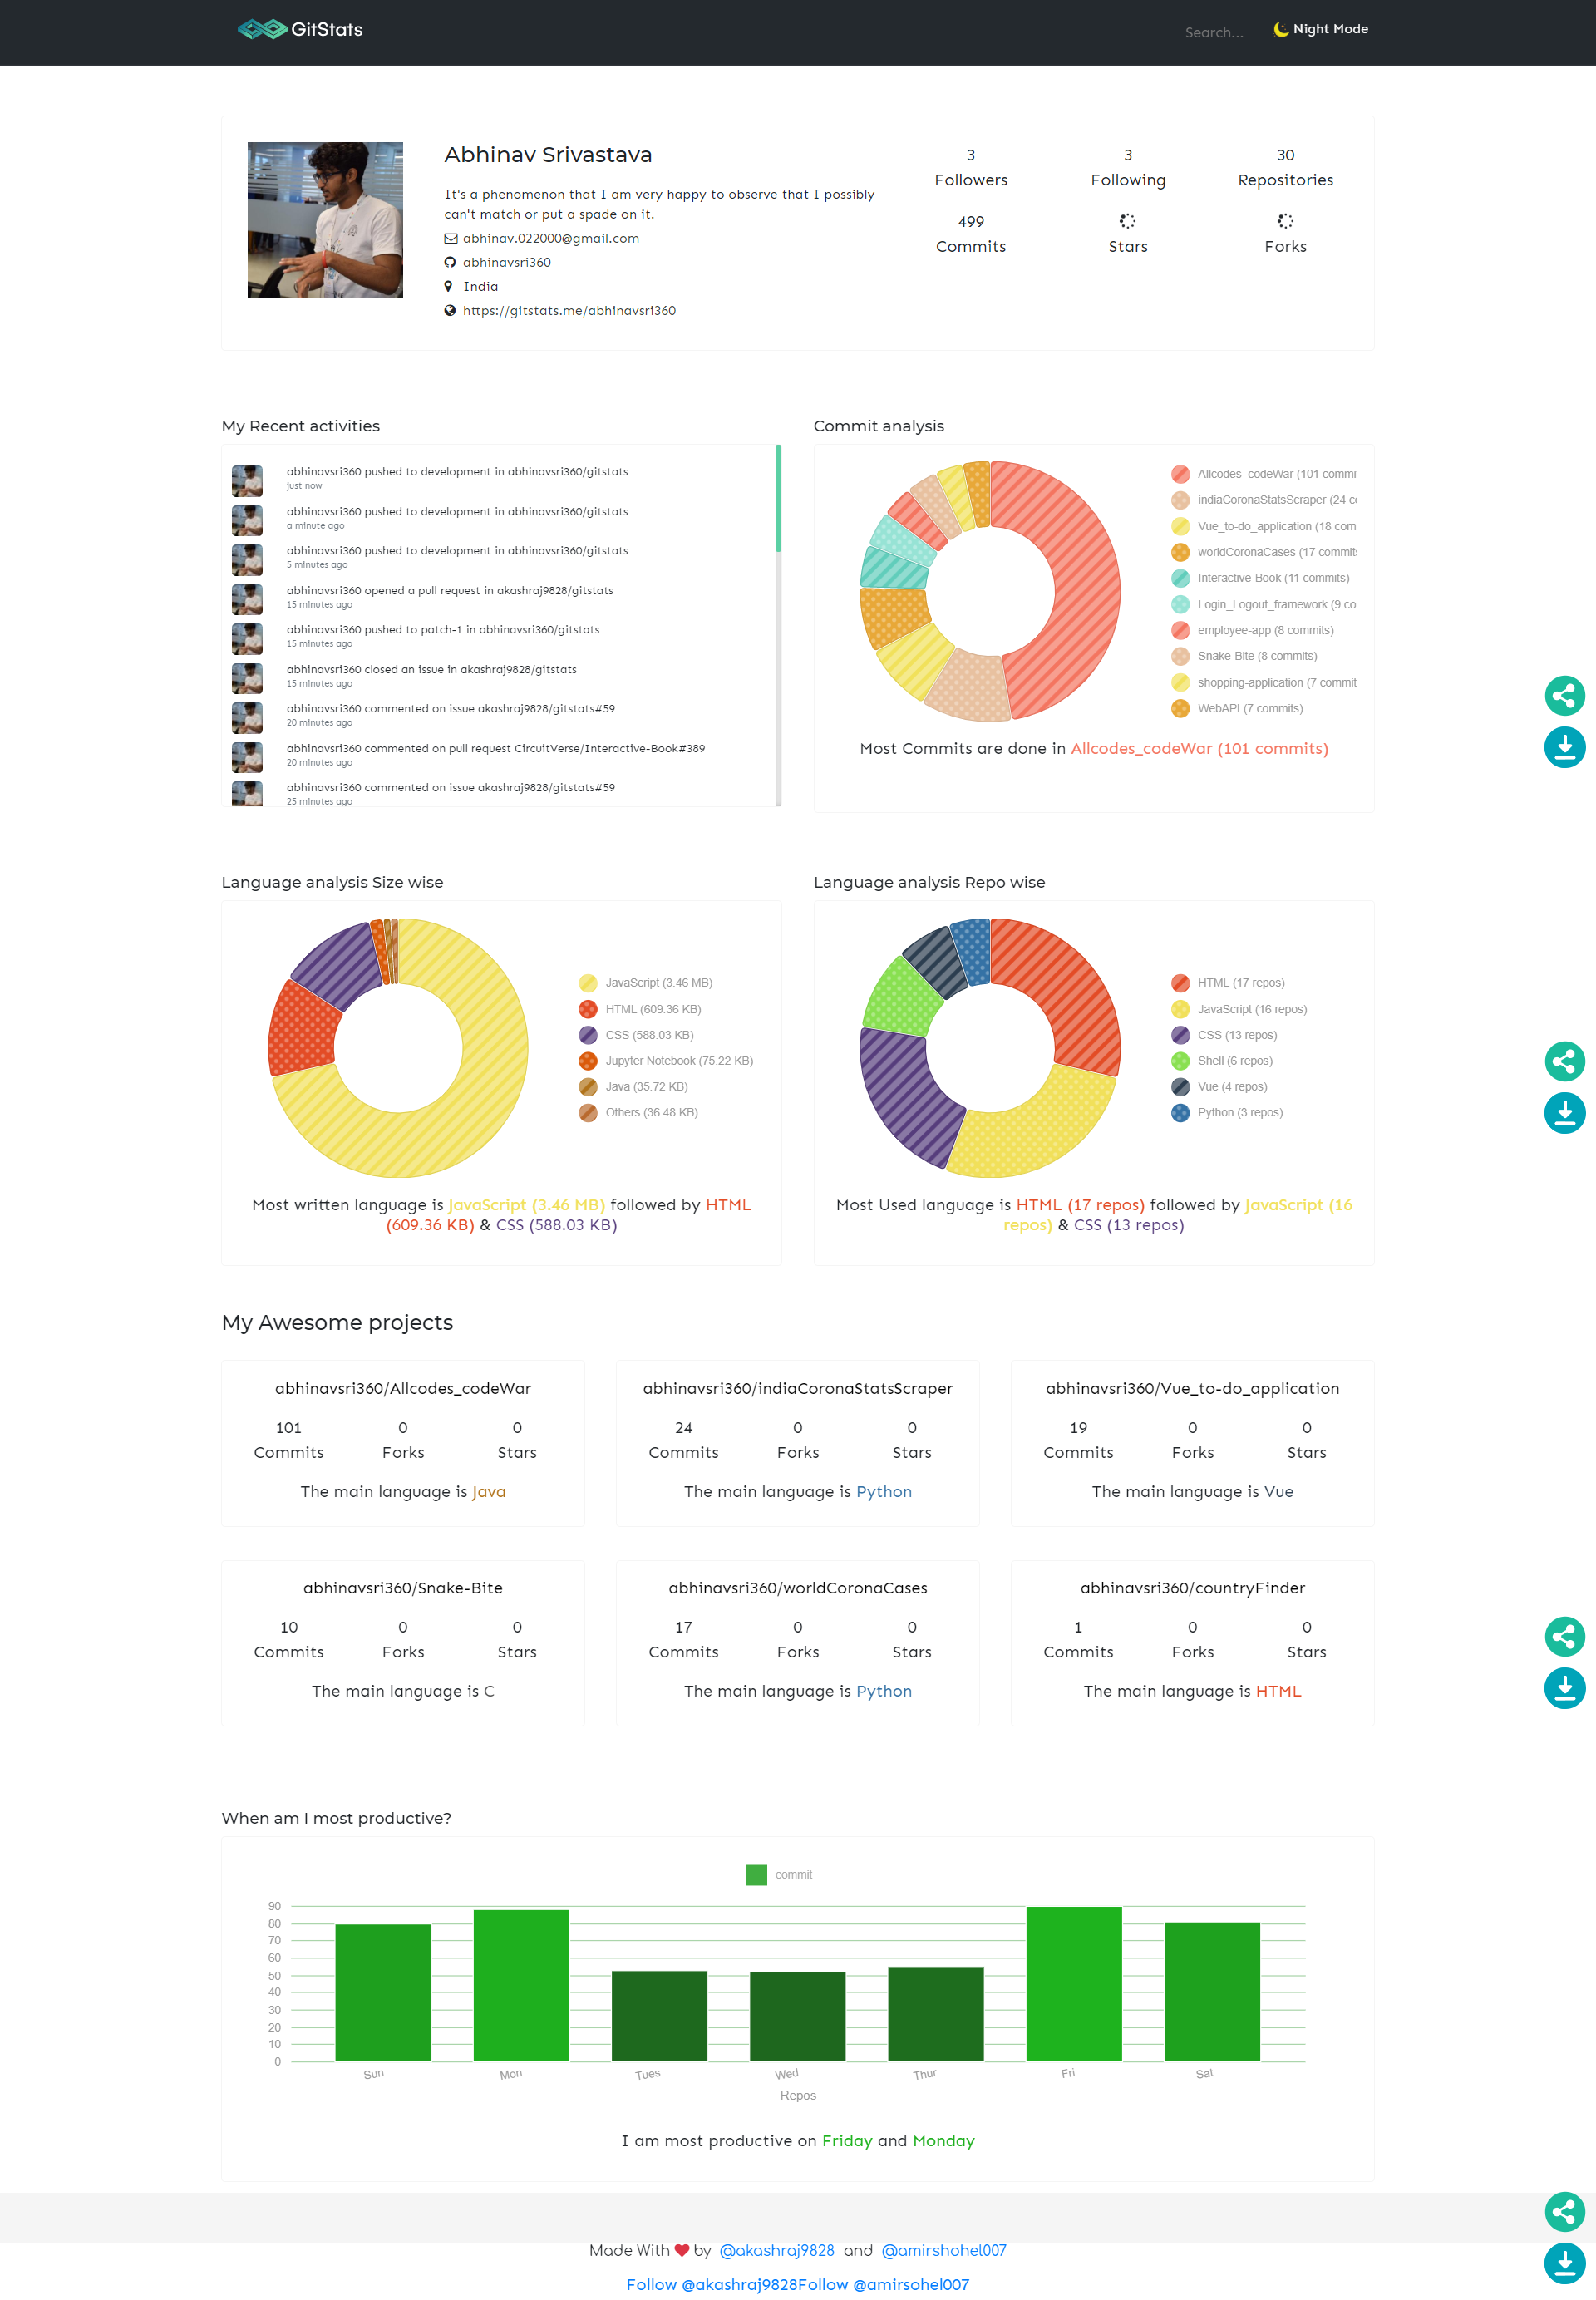 GitStats
Search...
Night Mode
Abhinav Srivastava
It's a phenomenon that I am very happy to observe that I possibly
can't match or put a spade on it.
abhinav.022000@gmail.com
abhinavsri360
India
https://gitstats.me/abhinavsri360
3
Followers
3
Following
30
Repositories
499
Commits
Stars
Forks
My Recent activities
abhinavsri360 pushed to development in abhinavsri360/gitstats
just now
abhinavsri360 pushed to development in abhinavsri360/gitstats
a minute ago
abhinavsri360 pushed to development in abhinavsri360/gitstats
5 minutes ago
abhinavsri360 opened a pull request in akashraj9828/gitstats
15 minutes ago
abhinavsri360 pushed to patch-1 in abhinavsri360/gitstats
15 minutes ago
abhinavsri360 closed an issue in akashraj9828/gitstats
15 minutes ago
abhinavsri360 commented on issue akashraj9828/gitstats#59
20 minutes ago
abhinavsri360 commented on pull request CircuitVerse/Interactive-Book#389
20 minutes ago
abhinavsri360 commented on issue akashraj9828/gitstats#59
25 minutes ago
Commit analysis
Allcodes_codeWar (101 commit
indiaCoronaStatsScraper (24 co
Vue_to-do_application (18 comm
worldCoronaCases (17 commits
Interactive-Book (11 commits)
Login_Logout_framework (9 co
employee-app (8 commits)
Snake-Bite (8 commits)
shopping-application (7 commit
WebAPI (7 commits)
Most Commits are done in Allcodes_codeWar (101 commits)
Language analysis Size wise
JavaScript (3.46 MB)
HTML (609.36 KB)
CSS (588.03 KB)
Jupyter Notebook (75.22 KB)
Java (35.72 KB)
Others (36.48 KB)
Most written language is JavaScript (3.46 MB) followed by HTML
(609.36 KB) & CSS (588.03 KB)
Language analysis Repo wise
HTML (17 repos)
JavaScript (16 repos)
CSS (13 repos)
Shell (6 repos)
Vue (4 repos)
Python (3 repos)
Most Used language is HTML (17 repos) followed by JavaScript (16
repos) & CSS (13 repos)
My Awesome projects
abhinavsri360/Allcodes_codeWar
101 0 0
Commits Forks Stars
The main language is Java
abhinavsri360/indiaCoronaStatsScraper
24 0 0
Commits Forks Stars
The main language is Python
abhinavsri360/Vue_to-do_application
19 0 0
Commits Forks Stars
The main language is Vue
abhinavsri360/Snake-Bite
10 0 0
Commits Forks Stars
The main language is C
abhinavsri360/worldCoronaCases
17 0 0
Commits Forks Stars
The main language is Python
abhinavsri360/countryFinder
1 0 0
Commits Forks Stars
The main language is HTML
When am I most productive?
commit
90
80
70
60
50
40
30
20
10
0
Sun Mon Tues Wed Thur Fri Sat
Repos
I am most productive on Friday and Monday
Made With by @akashraj9828 and @amirshohel007
Follow @akashraj9828Follow @amirsohel007